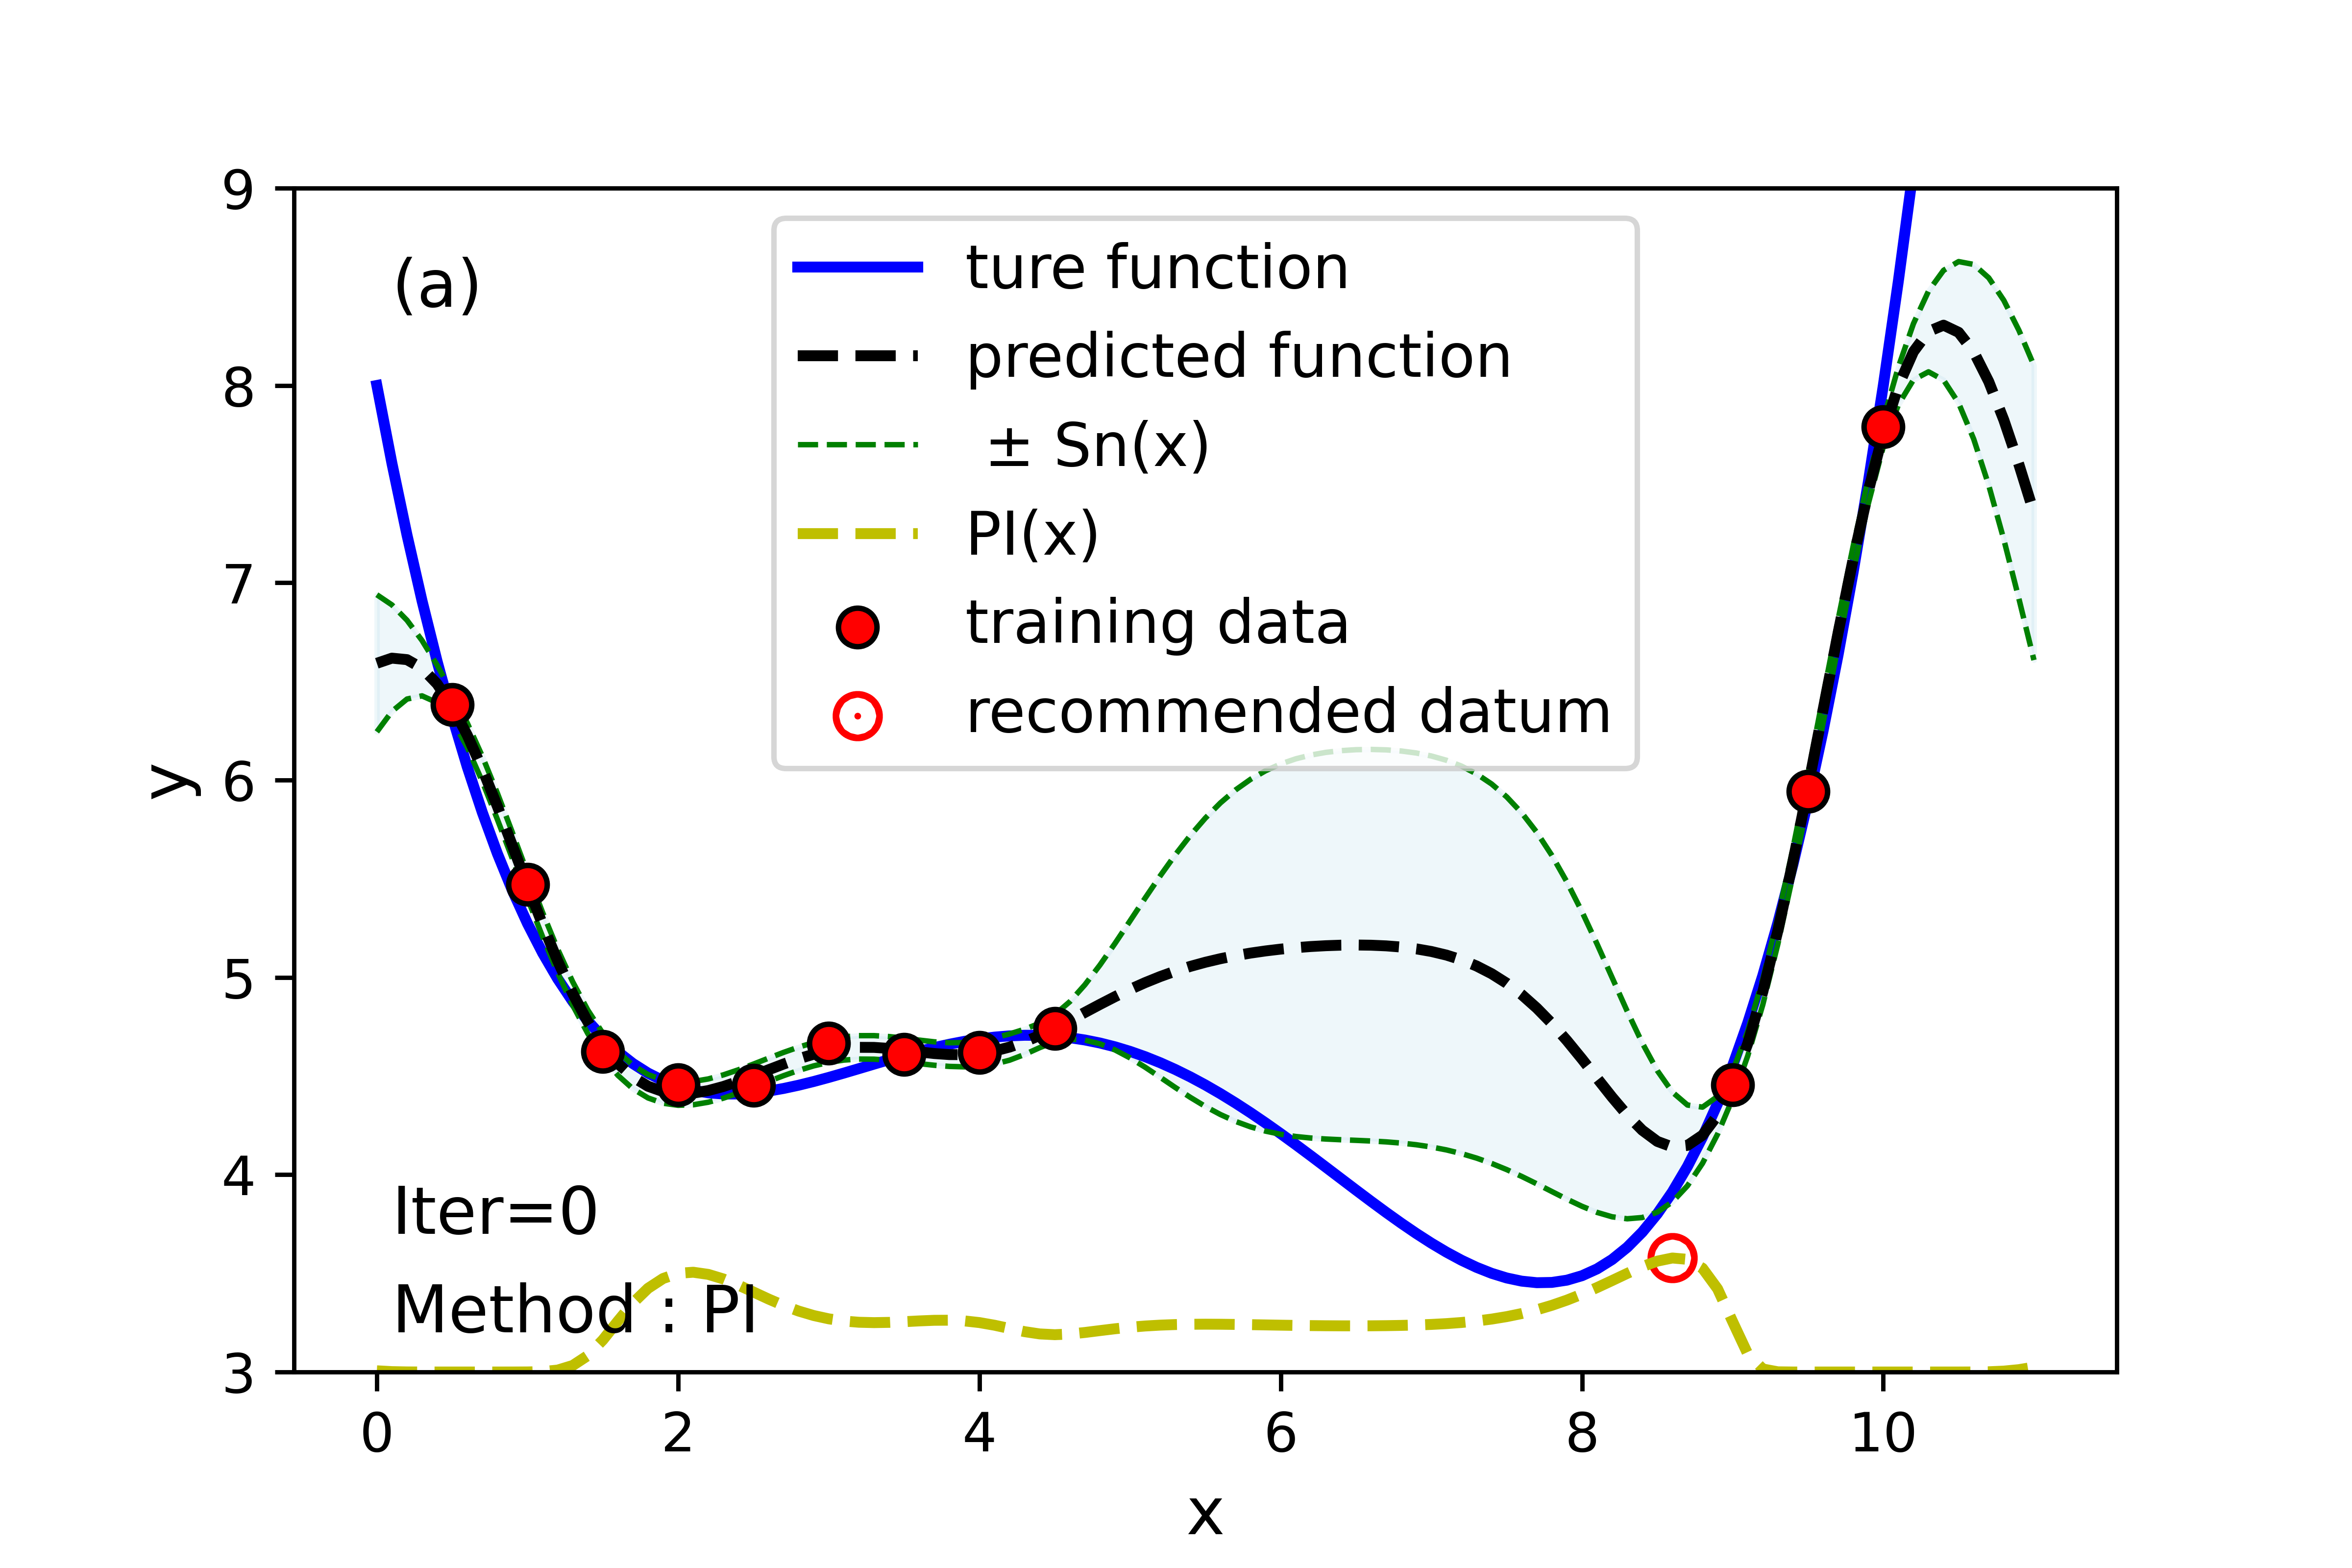 (a)
ture function
predicted function
± Sn(x)
PI(x)
training data
recommended datum
Iter=0
Method : PI
y
9
8
7
6
5
4
3
0 2 4 6 8 10
x